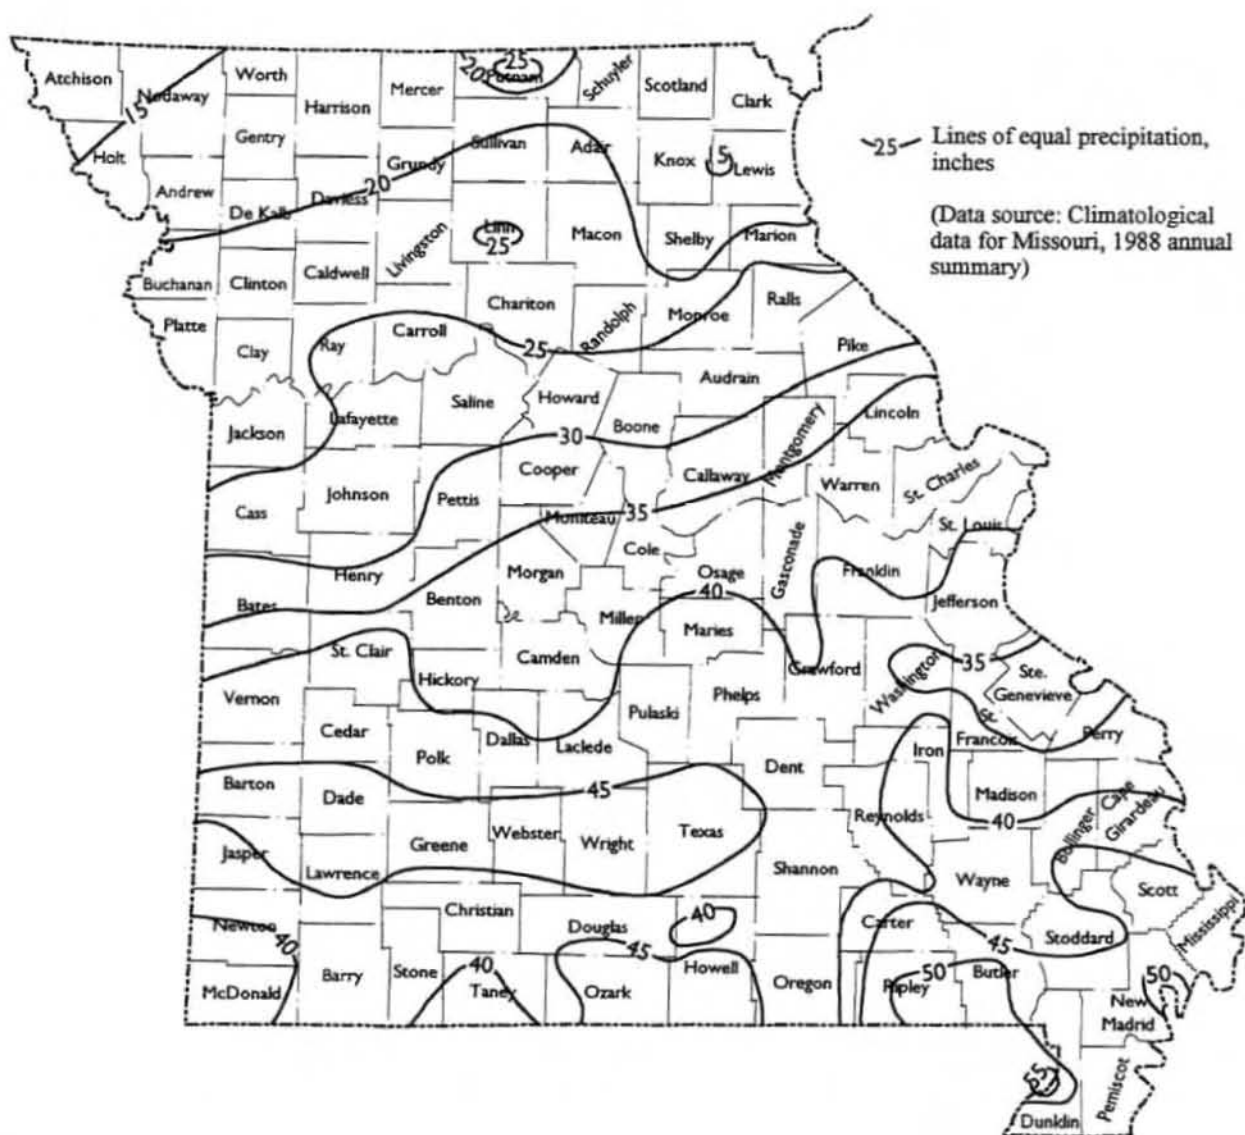 Atchison
Nodaway
Worth
Harrison
Mercer
20
25
Putnam
Schuyler
Scotland
Clark
15
Holt
Gentry
Grundy
Sullivan
Adair
Knox
Lewis
25
Lines of equal precipitation,
inches
Andrew
De Kalb
Daviess
20
Livingston
Linn
25
Macon
Shelby
Marion
(Data source: Climatological
data for Missouri, 1988 annual
summary)
Buchanan
Clinton
Caldwell
Chariton
Randolph
Monroe
Ralls
Platte
Clay
Ray
Carroll
25
Audrain
Pike
Jackson
Lafayette
Saline
Howard
Boone
30
Montgomery
Lincoln
Cass
Johnson
Pettis
Cooper
Callaway
Warren
St. Charles
Moniteau
35
St. Louis
Bates
Henry
Benton
Morgan
Cole
Osage
40
Gasconade
Franklin
Jefferson
Miller
Maries
St. Clair
Hickory
Camden
Crawford
Washington
35
Ste.
Genevieve
Vernon
Pulaski
Phelps
St.
Francois
Perry
Cedar
Polk
Dallas
Laclede
Dent
Iron
Barton
Dade
45
Madison
40
Cape
Girardeau
Bollinger
Jasper
Lawrence
Greene
Webster
Wright
Texas
Shannon
Reynolds
Wayne
Scott
Mississippi
Newton
40
Christian
Douglas
40
Carter
45
Stoddard
McDonald
Barry
Stone
40
Taney
Ozark
45
Howell
Oregon
Ripley
50
Butler
50
New
Madrid
55
Dunklin
Pemiscot